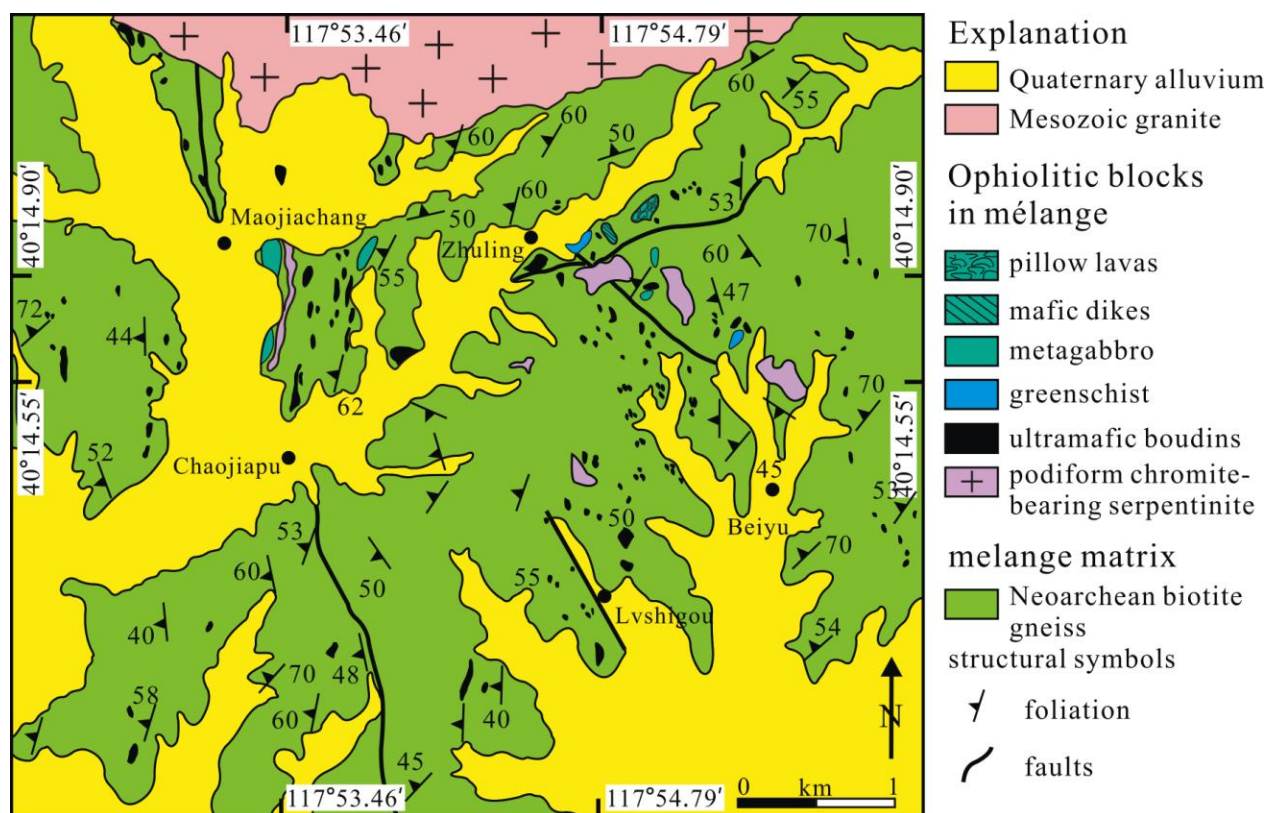 117°53.46′
117°54.79′
60
55
60
60
50
40°14.90′
40°14.90′
60
53
Maojiachang
50
Zhuling
70
60
55
47
72
44
62
70
40°14.55′
40°14.55′
52
Chaojiapu
45
53
50
Beiyu
53
50
60
55
70
Lvshigou
40
54
48
70
58
60
40
N
45
117°53.46′
117°54.79′
0 km 1
Explanation
Quaternary alluvium
Mesozoic granite
Ophiolitic blocks
in mélange
pillow lavas
mafic dikes
metagabbro
greenschist
ultramafic boudins
podiform chromite-
bearing serpentinite
melange matrix
Neoarchean biotite
gneiss
structural symbols
foliation
faults